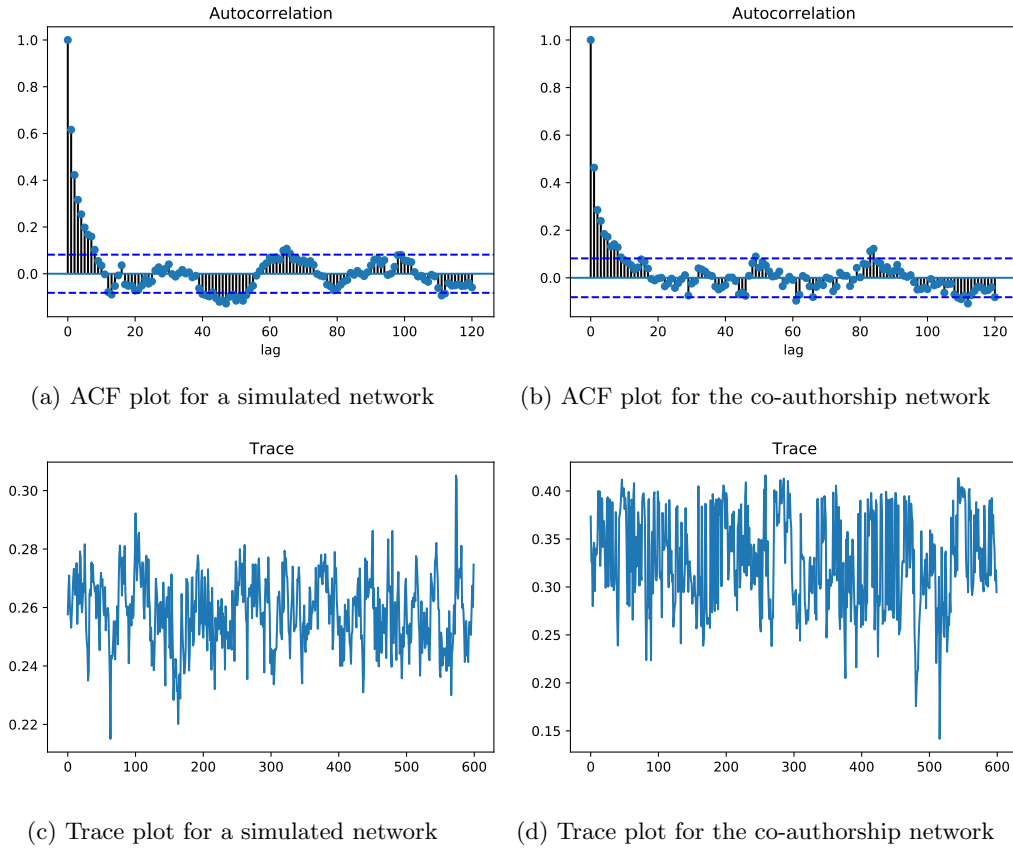 Autocorrelation
1.0
0.8
0.6
0.4
0.2
0.0
0 20 40 60 80 100 120
lag
(a) ACF plot for a simulated network
Autocorrelation
1.0
0.8
0.6
0.4
0.2
0.0
0 20 40 60 80 100 120
lag
(b) ACF plot for the co-authorship network
Trace
0.30
0.28
0.26
0.24
0.22
0 100 200 300 400 500 600
(c) Trace plot for a simulated network
Trace
0.40
0.35
0.30
0.25
0.20
0.15
0 100 200 300 400 500 600
(d) Trace plot for the co-authorship network